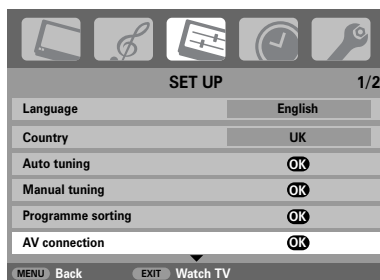 SET UP 1/2
Language English
Country UK
Auto tuning OK
Manual tuning OK
Programme sorting OK
AV connection OK
MENU Back EXIT Watch TV